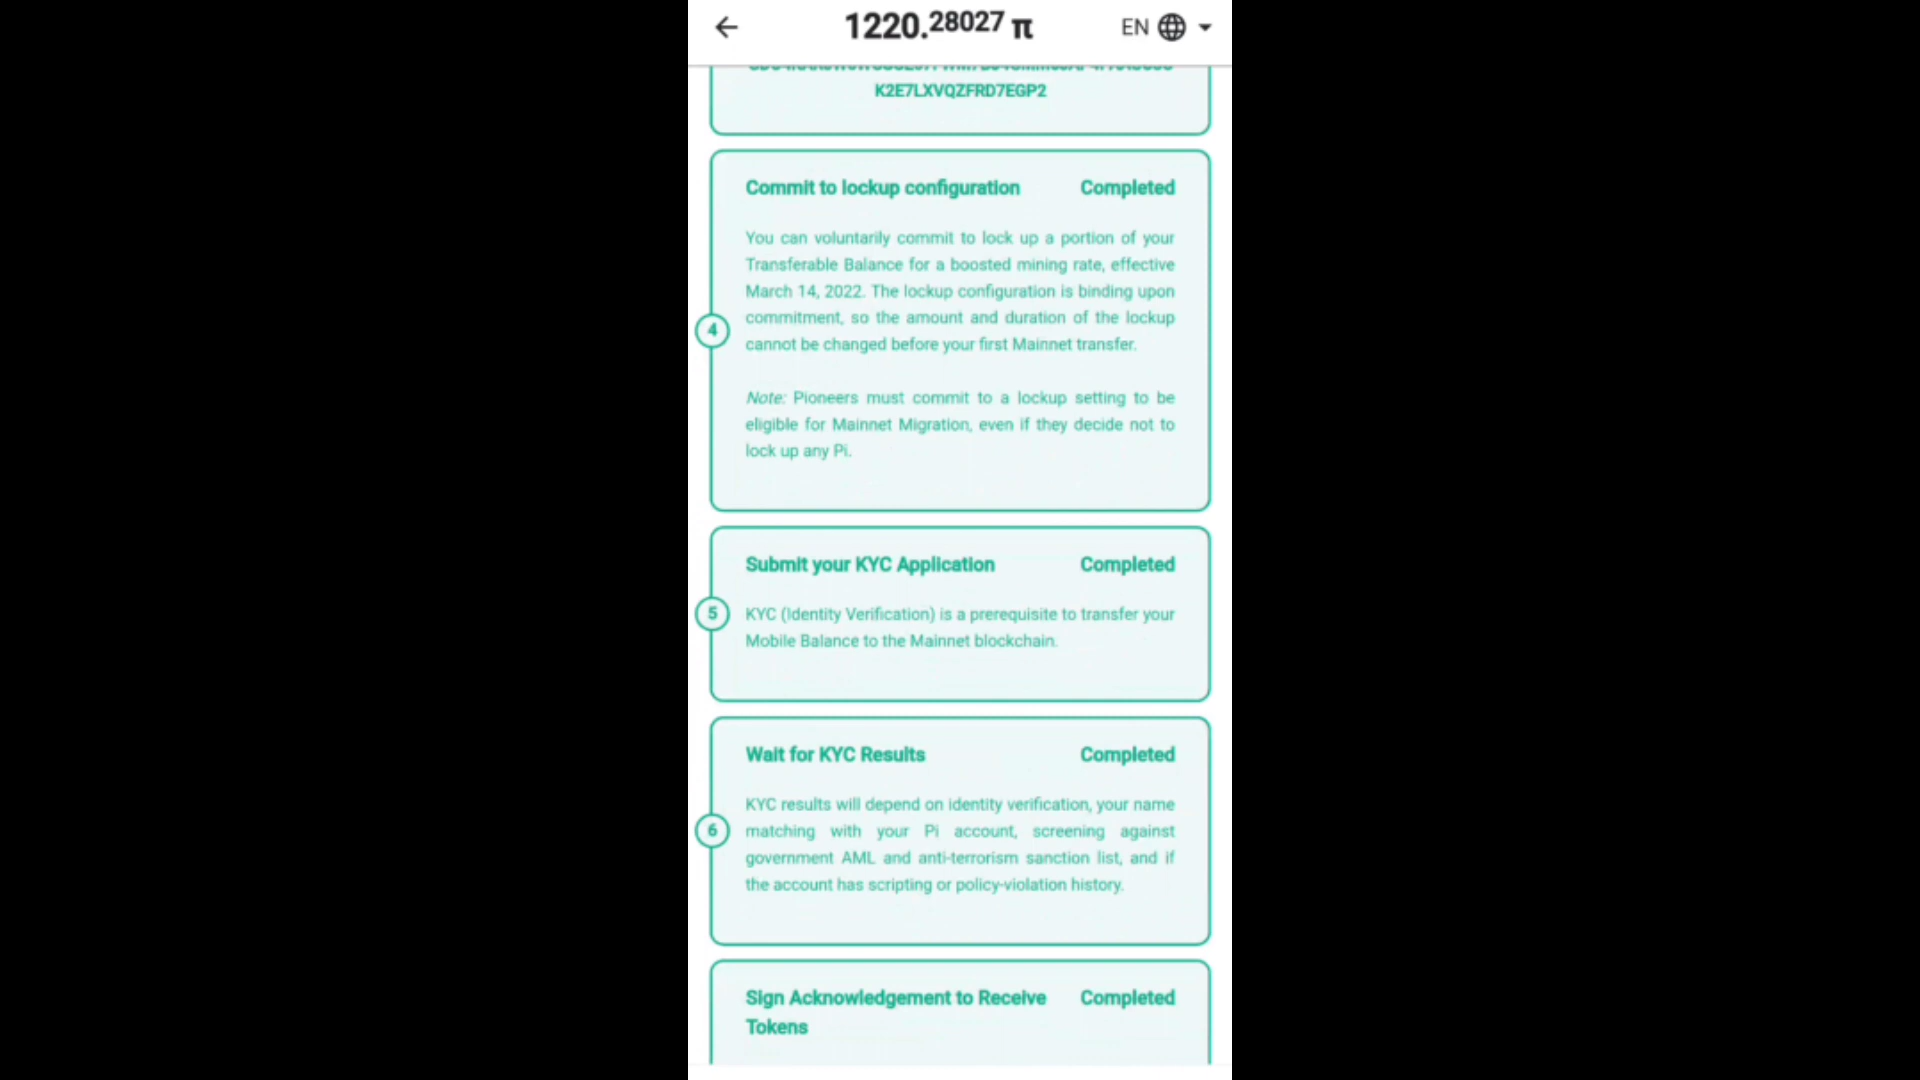 1220.28027 π
EN
K2E7LXVQZFRD7EGP2
Commit to lockup configuration Completed
You can voluntarily commit to lock up a portion of your
Transferable Balance for a boosted mining rate, effective
March 14, 2022. The lockup configuration is binding upon
commitment, so the amount and duration of the lockup
cannot be changed before your first Mainnet transfer.
4
Note: Pioneers must commit to a lockup setting to be
eligible for Mainnet Migration, even if they decide not to
lock up any Pi.
Submit your KYC Application Completed
5
KYC (Identity Verification) is a prerequisite to transfer your
Mobile Balance to the Mainnet blockchain.
Wait for KYC Results Completed
KYC results will depend on identity verification, your name
6
matching with your Pi account, screening against
government AML and anti-terrorism sanction list, and if
the account has scripting or policy-violation history.
Sign Acknowledgement to Receive Completed
Tokens